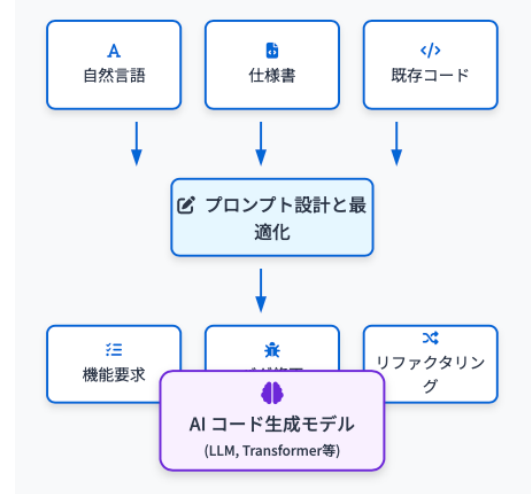 自然言語
仕様書
既存コード
プロンプト設計と最
適化
機能要求
リファクタリン
グ
AI コード生成モデル
(LLM, Transformer等)